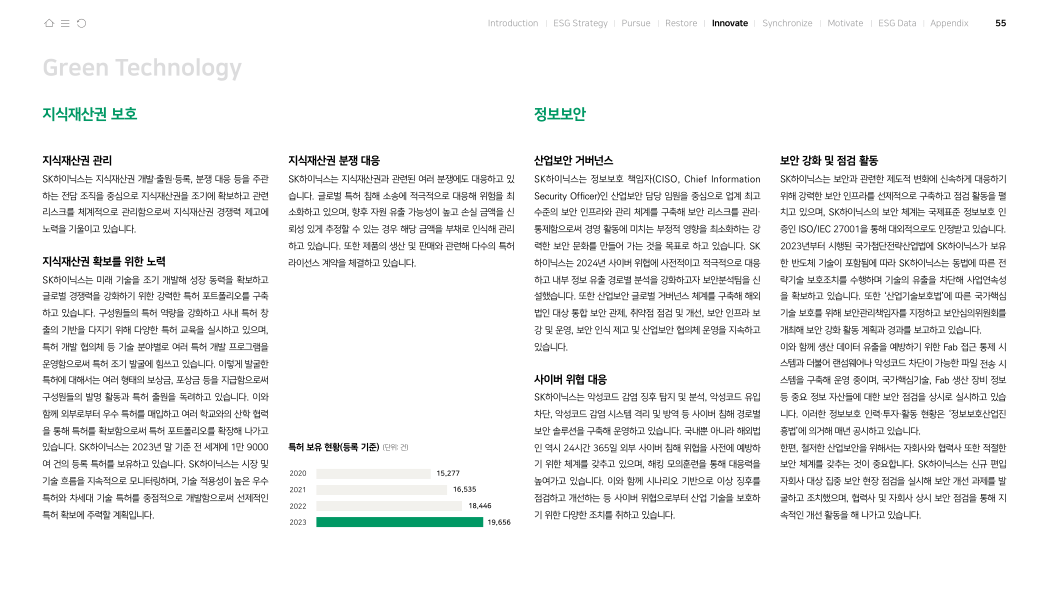 Introduction | ESG Strategy | Pursue | Restore | Innovate | Synchronize | Motivate | ESG Data | Appendix 55
Green Technology
지식재산권 보호
지식재산권 관리
SK하이닉스는 지식재산권 개발·출원·등록, 분쟁 대응 등을 주관
하는 전담 조직을 중심으로 지식재산권을 조기에 확보하고 관련
리스크를 체계적으로 관리함으로써 지식재산권 경쟁력 제고에
노력을 기울이고 있습니다.
지식재산권 확보를 위한 노력
SK하이닉스는 미래 기술을 조기 개발해 성장 동력을 확보하고
글로벌 경쟁력을 강화하기 위한 강력한 특허 포트폴리오를 구축
하고 있습니다. 구성원들의 특허 역량을 강화하고 사내 특허 창
출의 기반을 다지기 위해 다양한 특허 교육을 실시하고 있으며,
특허 개발 협의체 등 기술 분야별로 여러 특허 개발 프로그램을
운영함으로써 특허 조기 발굴에 힘쓰고 있습니다. 이렇게 발굴한
특허에 대해서는 여러 형태의 보상금, 포상금 등을 지급함으로써
구성원들의 발명 활동과 특허 출원을 독려하고 있습니다. 이와
함께 외부로부터 우수 특허를 매입하고 여러 학교와의 산학 협력
을 통해 특허를 확보함으로써 특허 포트폴리오를 확장해 나가고
있습니다. SK하이닉스는 2023년 말 기준 전 세계에 1만 9000
여 건의 등록 특허를 보유하고 있습니다. SK하이닉스는 시장 및
기술 흐름을 지속적으로 모니터링하며, 기술 적용성이 높은 우수
특허와 차세대 기술 특허를 중점적으로 개발함으로써 선제적인
특허 확보에 주력할 계획입니다.
지식재산권 분쟁 대응
SK하이닉스는 지식재산권과 관련된 여러 분쟁에도 대응하고 있
습니다. 글로벌 특허 침해 소송에 적극적으로 대응해 위험을 최
소화하고 있으며, 향후 자원 유출 가능성이 높고 손실 금액을 신
뢰성 있게 추정할 수 있는 경우 해당 금액을 부채로 인식해 관리
하고 있습니다. 또한 제품의 생산 및 판매와 관련해 다수의 특허
라이선스 계약을 체결하고 있습니다.
특허 보유 현황(등록 기준) (단위: 건)
2020 15,277
2021 16,535
2022 18,446
2023 19,656
정보보안
산업보안 거버넌스
SK하이닉스는 정보보호 책임자(CISO, Chief Information
Security Officer)인 산업보안 담당 임원을 중심으로 업계 최고
수준의 보안 인프라와 관리 체계를 구축해 보안 리스크를 관리·
통제함으로써 경영 활동에 미치는 부정적 영향을 최소화하는 강
력한 보안 문화를 만들어 가는 것을 목표로 하고 있습니다. SK
하이닉스는 2024년 사이버 위협에 사전적이고 적극적으로 대응
하고 내부 정보 유출 경로별 분석을 강화하고자 보안분석팀을 신
설했습니다. 또한 산업보안 글로벌 거버넌스 체계를 구축해 해외
법인 대상 통합 보안 관제, 취약점 점검 및 개선, 보안 인프라 보
강 및 운영, 보안 인식 제고 및 산업보안 협의체 운영을 지속하고
있습니다.
사이버 위협 대응
SK하이닉스는 악성코드 감염 징후 탐지 및 분석, 악성코드 유입
차단, 악성코드 감염 시스템 격리 및 방역 등 사이버 침해 경로별
보안 솔루션을 구축해 운영하고 있습니다. 국내뿐 아니라 해외법
인 역시 24시간 365일 외부 사이버 침해 위협을 사전에 예방하
기 위한 체계를 갖추고 있으며, 해킹 모의훈련을 통해 대응력을
높여가고 있습니다. 이와 함께 시나리오 기반으로 이상 징후를
점검하고 개선하는 등 사이버 위협으로부터 산업 기술을 보호하
기 위한 다양한 조치를 취하고 있습니다.
보안 강화 및 점검 활동
SK하이닉스는 보안과 관련한 제도적 변화에 신속하게 대응하기
위해 강력한 보안 인프라를 선제적으로 구축하고 점검 활동을 펼
치고 있으며, SK하이닉스의 보안 체계는 국제표준 정보보호 인
증인 ISO/IEC 27001을 통해 대외적으로도 인정받고 있습니다.
2023년부터 시행된 국가첨단전략산업법에 SK하이닉스가 보유
한 반도체 기술이 포함됨에 따라 SK하이닉스는 동법에 따른 전
략기술 보호조치를 수행하며 기술의 유출을 차단해 사업연속성
을 확보하고 있습니다. 또한 '산업기술보호법'에 따른 국가핵심
기술 보호를 위해 보안관리책임자를 지정하고 보안심의위원회를
개최해 보안 강화 활동 계획과 경과를 보고하고 있습니다.
이와 함께 생산 데이터 유출을 예방하기 위한 Fab 접근 통제 시
스템과 더불어 랜섬웨어나 악성코드 차단이 가능한 파일 전송 시
스템을 구축해 운영 중이며, 국가핵심기술, Fab 생산 장비 정보
등 중요 정보 자산들에 대한 보안 점검을 상시로 실시하고 있습
니다. 이러한 정보보호 인력·투자·활동 현황은 '정보보호산업진
흥법'에 의거해 매년 공시하고 있습니다.
한편, 철저한 산업보안을 위해서는 자회사와 협력사 또한 적절한
보안 체계를 갖추는 것이 중요합니다. SK하이닉스는 신규 편입
자회사 대상 집중 보안 현장 점검을 실시해 보안 개선 과제를 발
굴하고 조치했으며, 협력사 및 자회사 상시 보안 점검을 통해 지
속적인 개선 활동을 해 나가고 있습니다.